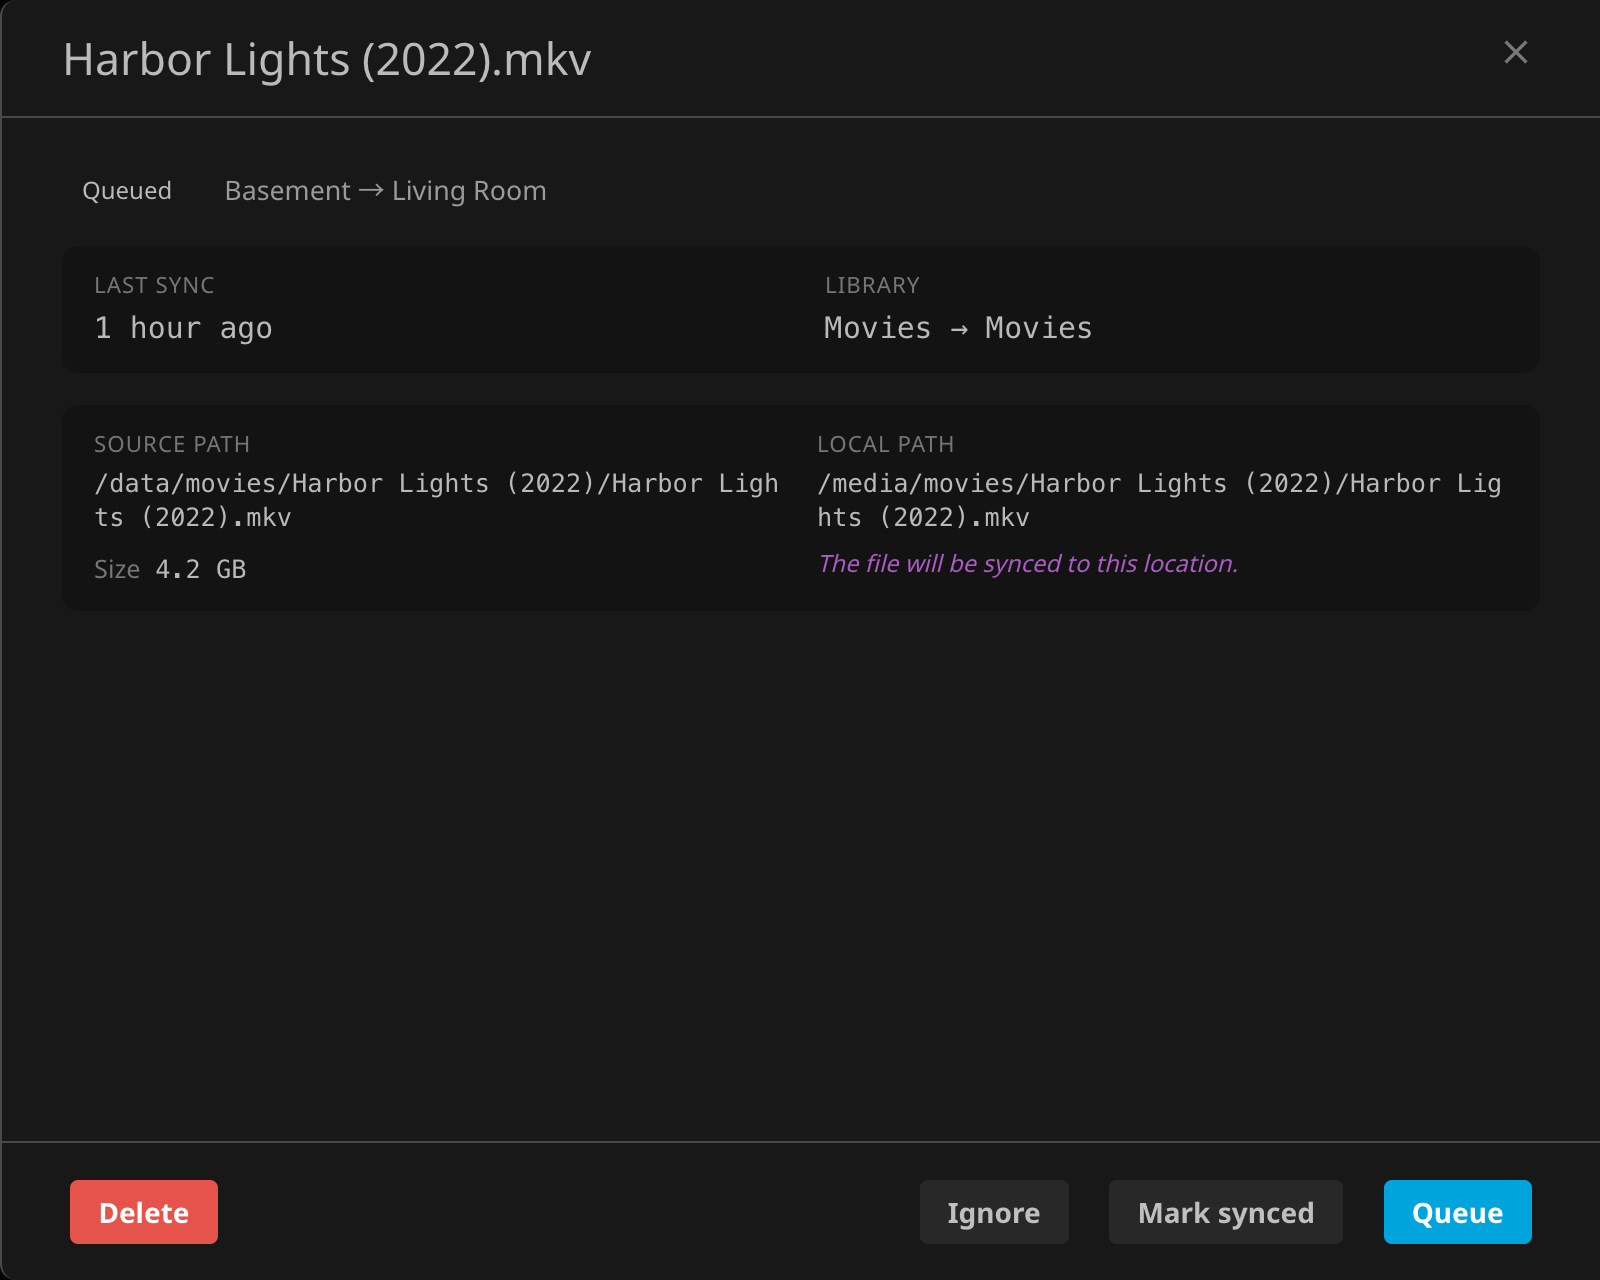 Harbor Lights (2022).mkv
Queued
Basement → Living Room
LAST SYNC
1 hour ago
LIBRARY
Movies → Movies
SOURCE PATH
/data/movies/Harbor Lights (2022)/Harbor Ligh
ts (2022).mkv
Size 4.2 GB
LOCAL PATH
/media/movies/Harbor Lights (2022)/Harbor Lig
hts (2022).mkv
The file will be synced to this location.
Delete
Ignore
Mark synced
Queue